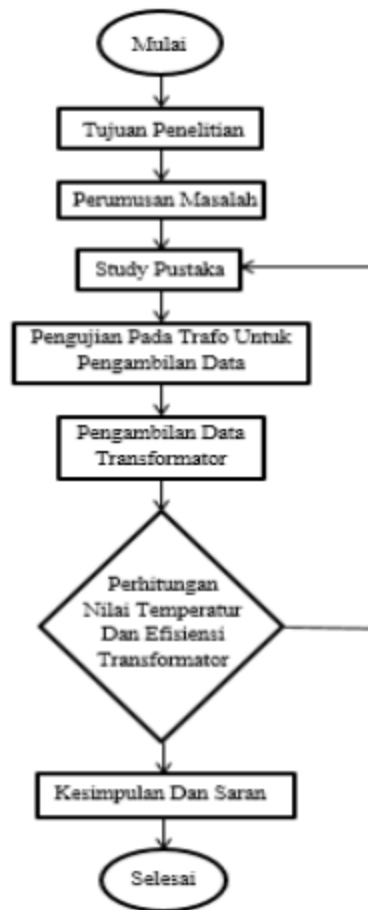 Mulai
Tujuan Penelitian
Perumusan Masalah
Study Pustaka
Pengujian Pada Trafo Untuk
Pengambilan Data
Pengambilan Data
Transformator
Perhitungan
Nilai Temperatur
Dan Efisiensi
Transformator
Kesimpulan Dan Saran
Selesai